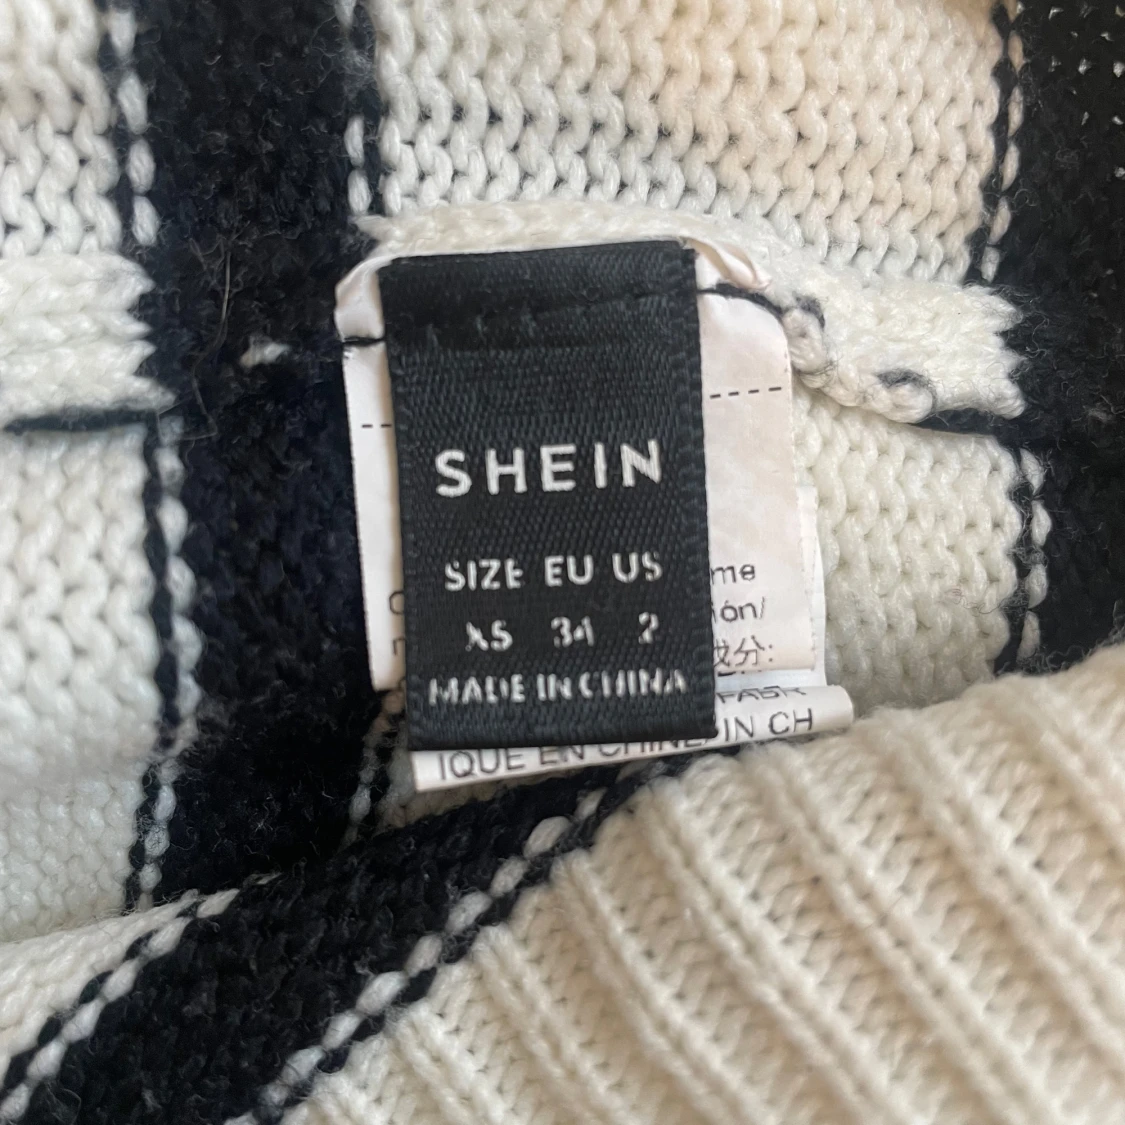 SHEIN
SIZE EU US
XS 34 2
MADE IN CHINA
me
ión/
成分:
IQUE EN CHINE/ IN CH